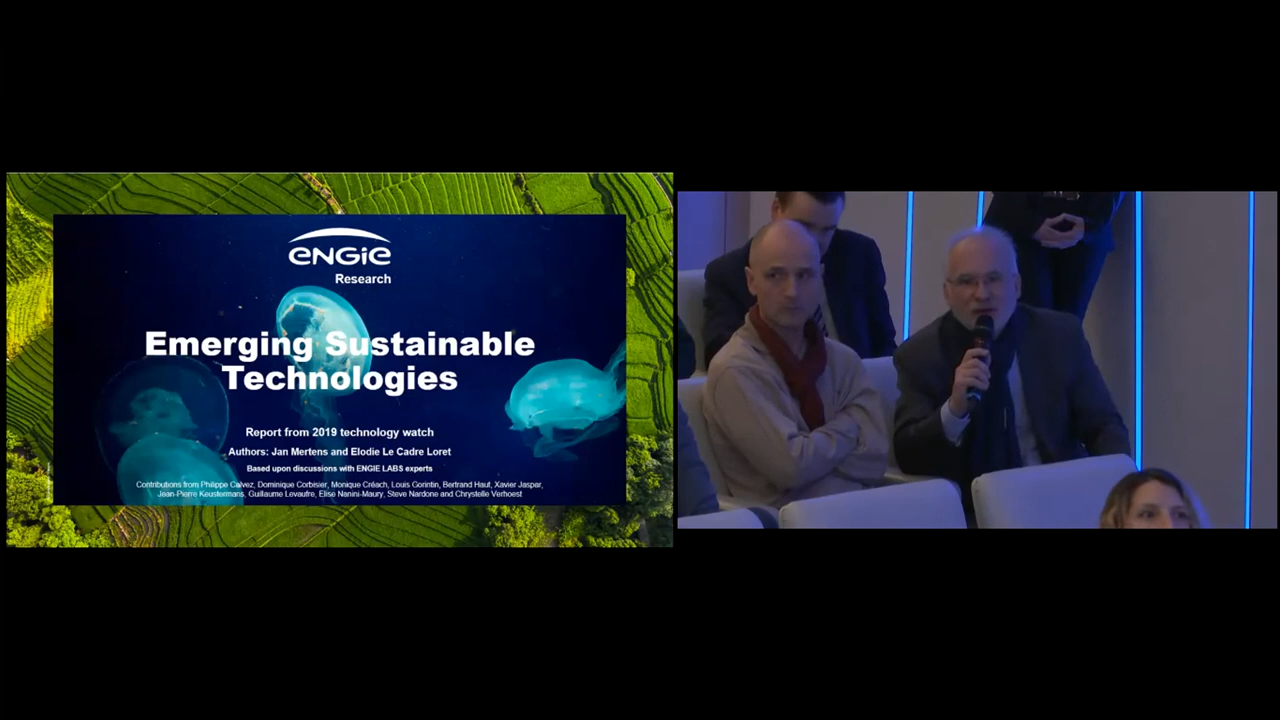 ENGIE
Research
Emerging Sustainable
Technologies
Report from 2019 technology watch
Authors: Jan Mertens and Elodie Le Cadre Loret
Based upon discussions with ENGIE LABS experts
Contributions from Philippe Calvez, Dominique Corbisier, Monique Créach, Louis Gorintin, Bertrand Haut, Xavier Jaspar,
Jean-Pierre Keustermans, Guillaume Levaufre, Elise Nanini-Maury, Steve Nardone and Chrystelle Verhoest